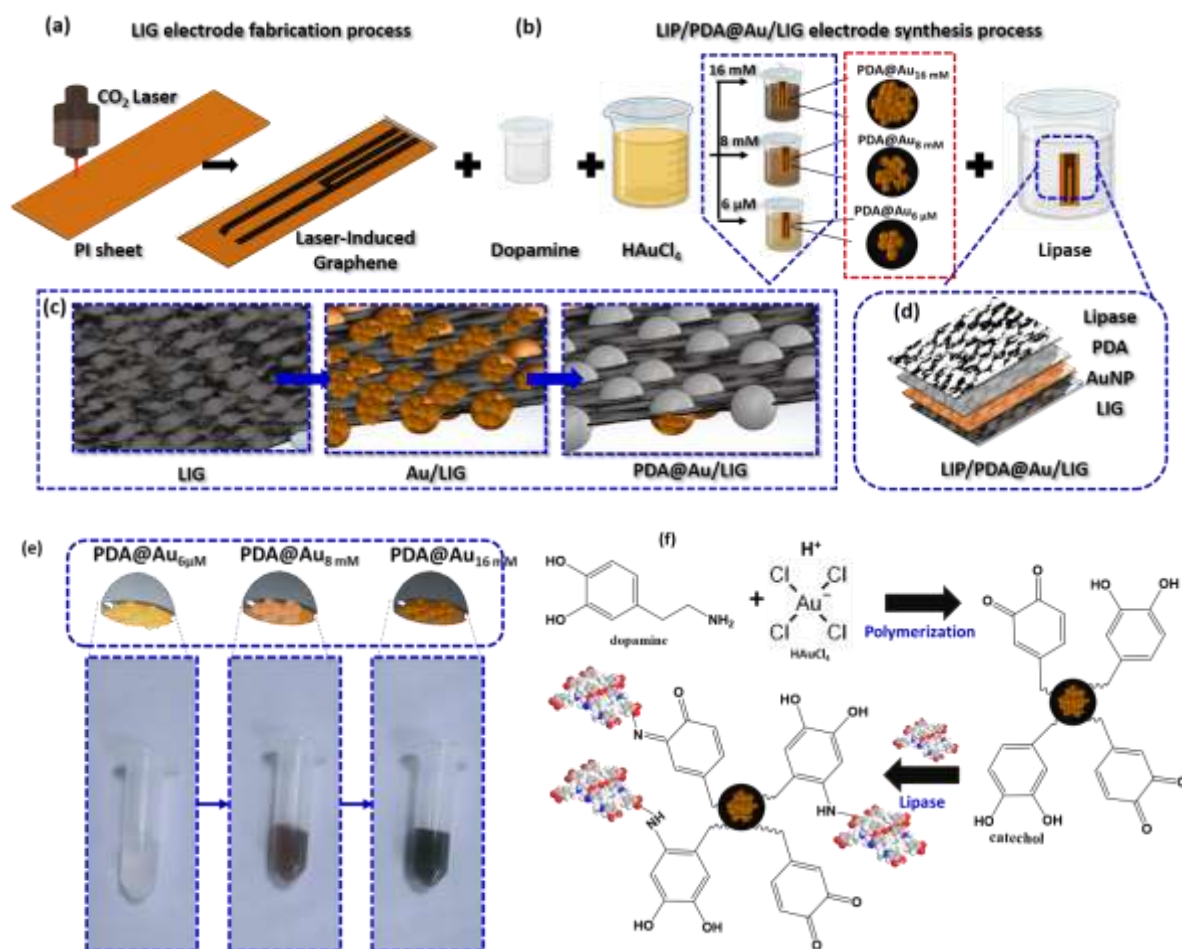 (a)
LIG electrode fabrication process
CO₂ Laser
PI sheet
Laser-Induced
Graphene
(b)
LIP/PDA@Au/LIG electrode synthesis process
Dopamine
HAuCl₄
16 mM
8 mM
6 µM
PDA@Au₁₆ mM
PDA@Au₈ mM
PDA@Au₆ µM
Lipase
(c)
LIG
Au/LIG
PDA@Au/LIG
(d)
Lipase
PDA
AuNP
LIG
LIP/PDA@Au/LIG
(e)
PDA@Au₆µM
PDA@Au₈ mM
PDA@Au₁₆ mM
(f)
HO
HO
NH₂
dopamine
H⁺
Cl
Cl
Au⁻
Cl
Cl
HAuCl₄
Polymerization
O
O
HO
OH
HO
OH
O
O
catechol
Lipase
O
N
HO
OH
HN
NH
HO
OH
O
O